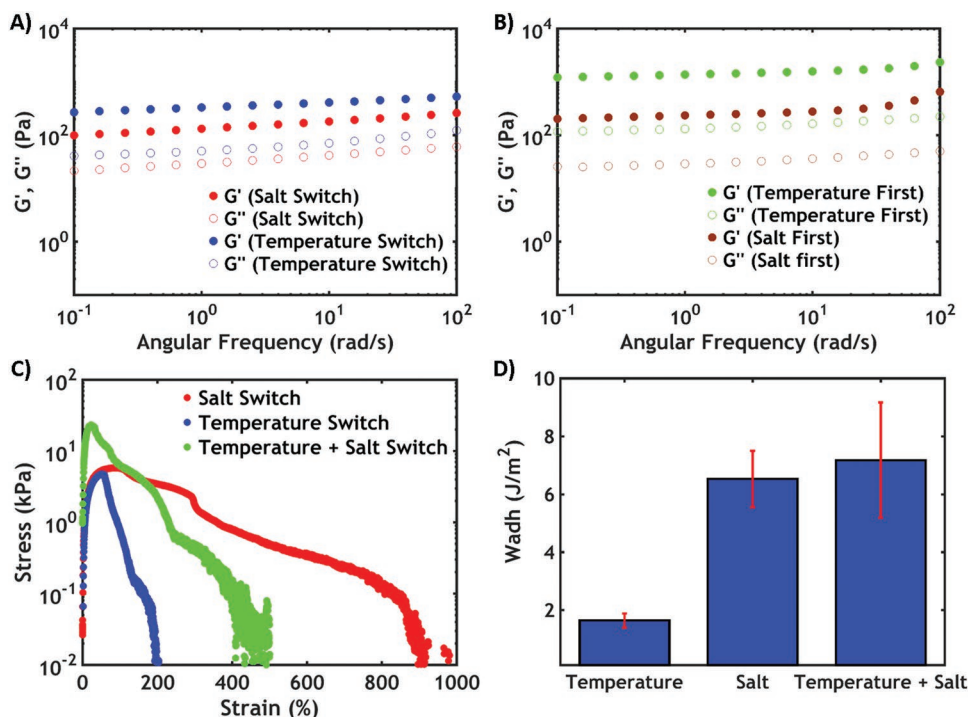 A)
10^4
10^2
10^0
G', G'' (Pa)
G' (Salt Switch)
G'' (Salt Switch)
G' (Temperature Switch)
G'' (Temperature Switch)
10^-1 10^0 10^1 10^2
Angular Frequency (rad/s)
B)
10^4
10^2
10^0
G', G'' (Pa)
G' (Temperature First)
G'' (Temperature First)
G' (Salt First)
G'' (Salt first)
10^-1 10^0 10^1 10^2
Angular Frequency (rad/s)
C)
10^2
10^1
10^0
10^-1
10^-2
Stress (kPa)
Salt Switch
Temperature Switch
Temperature + Salt Switch
0 200 400 600 800 1000
Strain (%)
D)
10
8
6
4
2
Wadh (J/m^2)
Temperature Salt Temperature + Salt